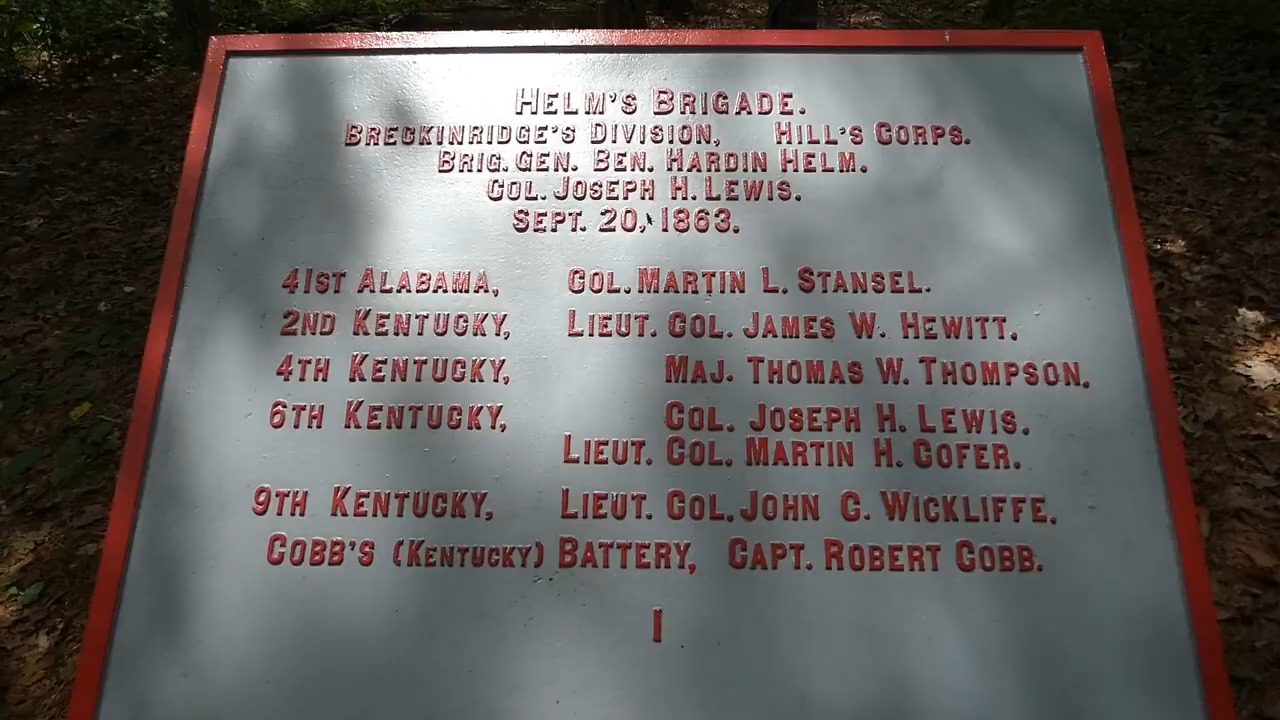 HELM'S BRIGADE.
BRECKINRIDGE'S DIVISION, HILL'S CORPS.
BRIG. GEN. BEN. HARDIN HELM.
COL. JOSEPH H. LEWIS.
SEPT. 20, 1863.
41ST ALABAMA, COL. MARTIN L. STANSEL.
2ND KENTUCKY, LIEUT. COL. JAMES W. HEWITT.
4TH KENTUCKY, MAJ. THOMAS W. THOMPSON.
6TH KENTUCKY, COL. JOSEPH H. LEWIS.
LIEUT. COL. MARTIN H. COFER.
9TH KENTUCKY, LIEUT. COL. JOHN C. WICKLIFFE.
COBB'S (KENTUCKY) BATTERY, CAPT. ROBERT COBB.
1